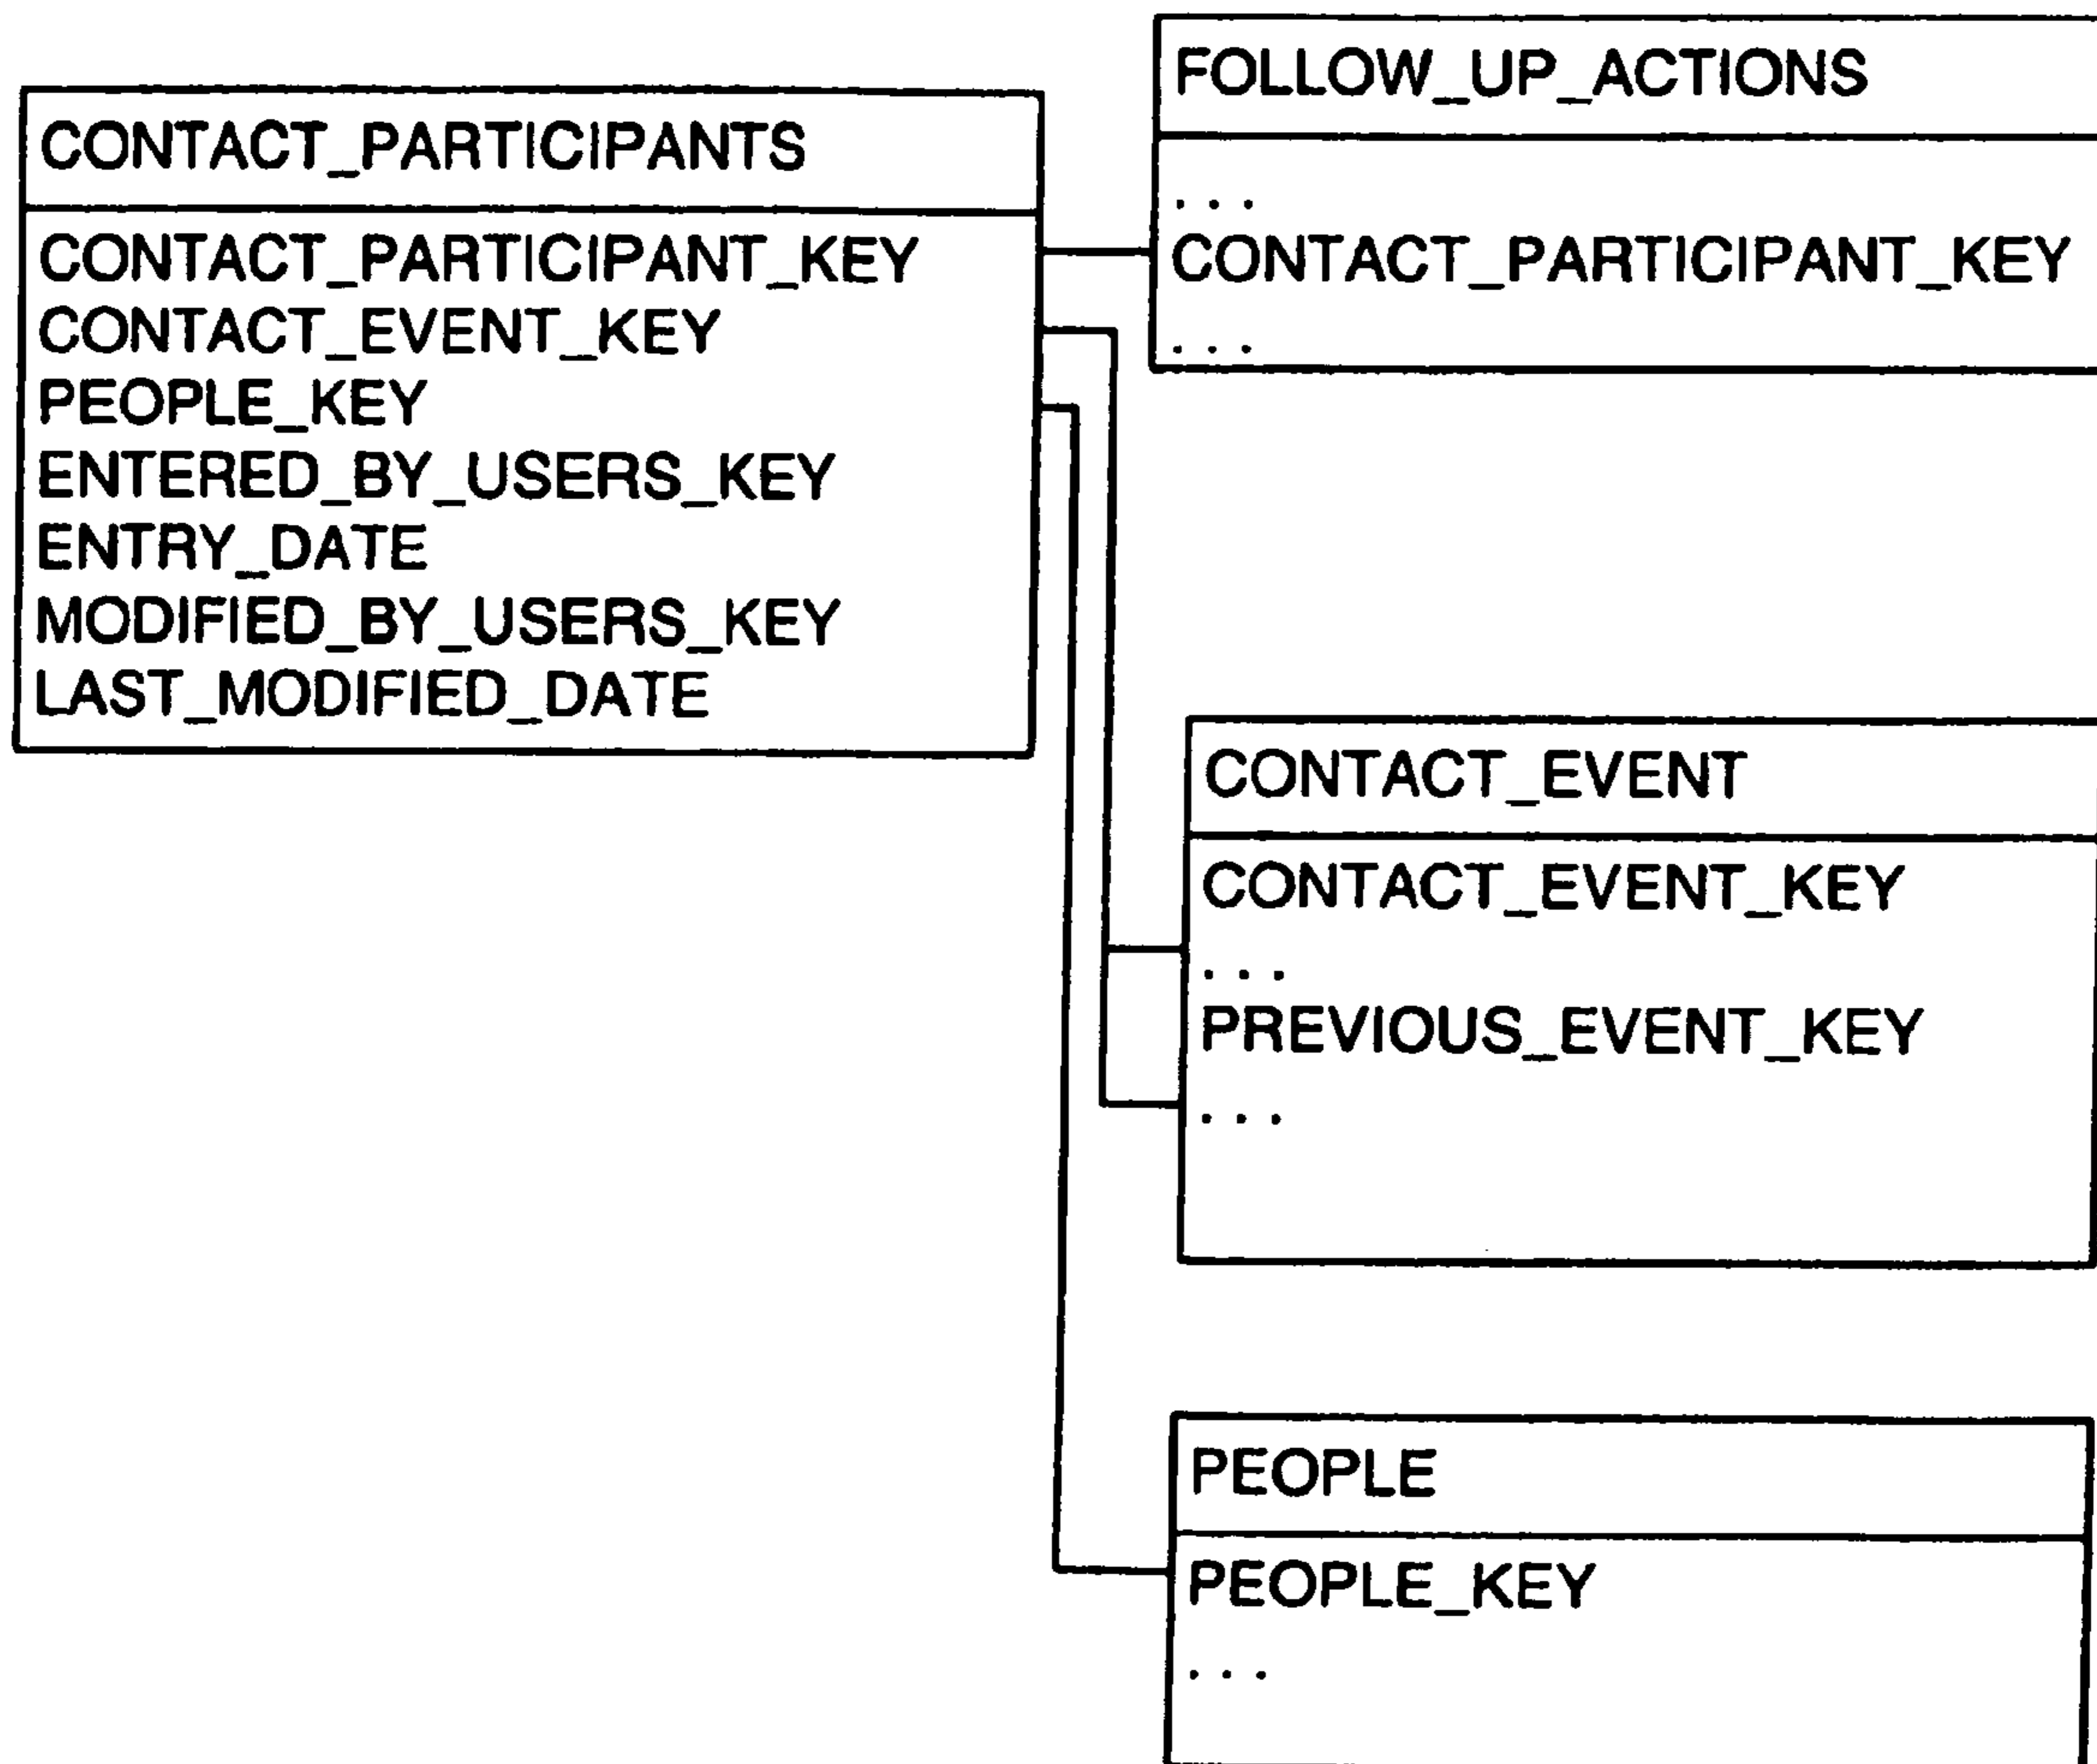 CONTACT_PARTICIPANTS
CONTACT_PARTICIPANT_KEY
CONTACT_EVENT_KEY
PEOPLE_KEY
ENTERED_BY_USERS_KEY
ENTRY_DATE
MODIFIED_BY_USERS_KEY
LAST_MODIFIED_DATE
FOLLOW_UP_ACTIONS
. . .
CONTACT_PARTICIPANT_KEY
. . .
CONTACT_EVENT
CONTACT_EVENT_KEY
. . .
PREVIOUS_EVENT_KEY
. . .
PEOPLE
PEOPLE_KEY
. . .